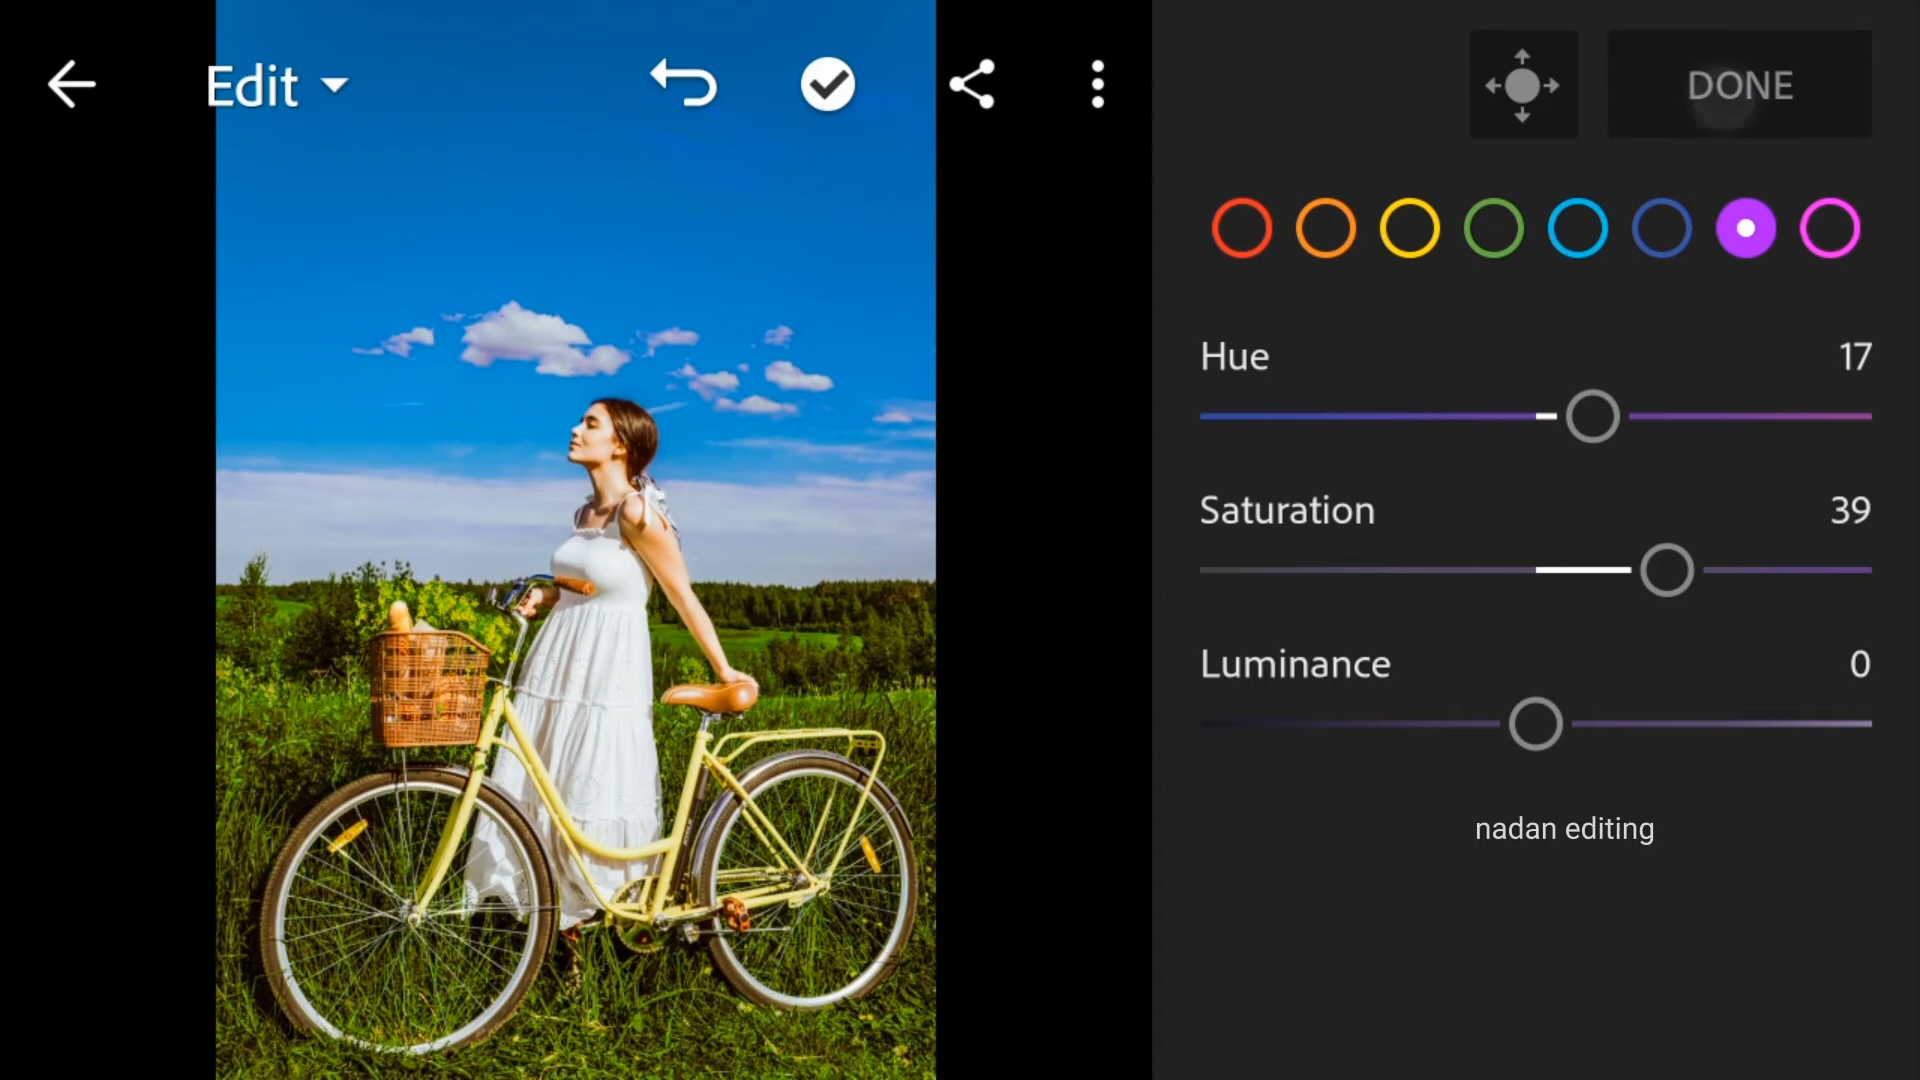 Edit
DONE
Hue 17
Saturation 39
Luminance 0
nadan editing